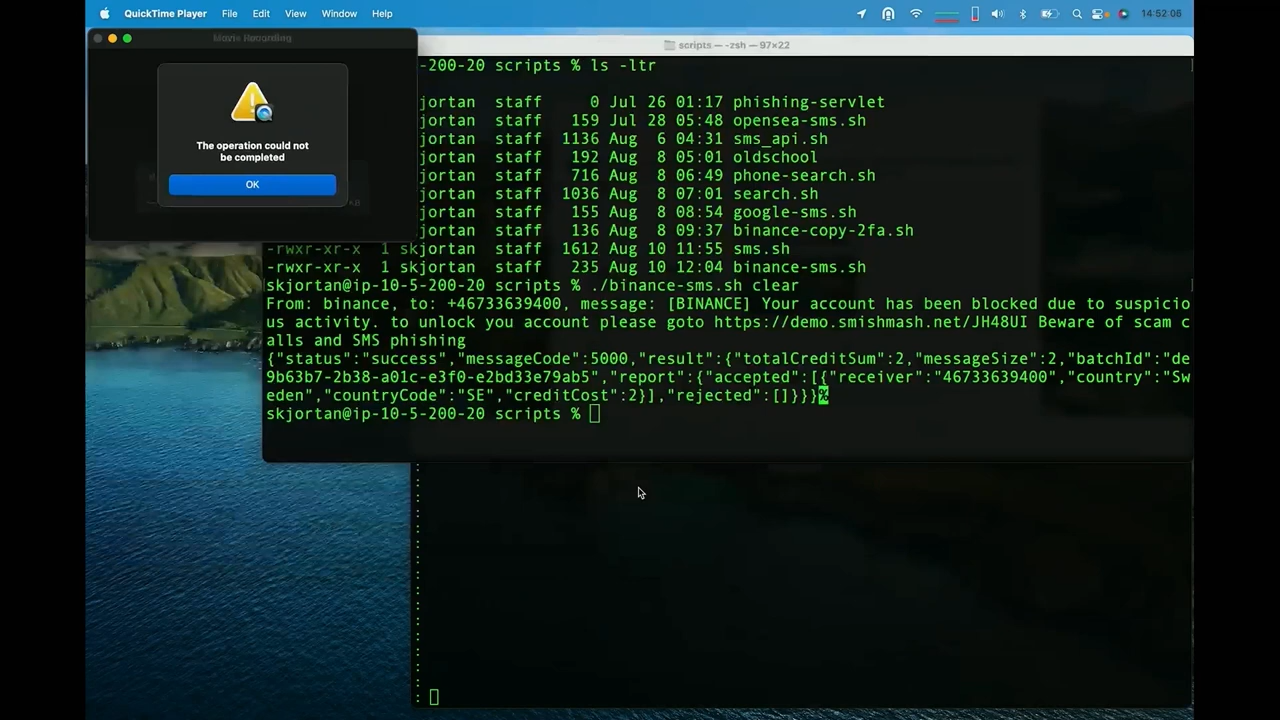 QuickTime Player File Edit View Window Help 14:52:06
Movie Recording
scripts — -zsh — 97×22
The operation could not
be completed
OK
KB
-200-20 scripts % ls -ltr
jortan staff 0 Jul 26 01:17 phishing-servlet
jortan staff 159 Jul 28 05:48 opensea-sms.sh
jortan staff 1136 Aug 6 04:31 sms_api.sh
jortan staff 192 Aug 8 05:01 oldschool
jortan staff 716 Aug 8 06:49 phone-search.sh
jortan staff 1036 Aug 8 07:01 search.sh
jortan staff 155 Aug 8 08:54 google-sms.sh
jortan staff 136 Aug 8 09:37 binance-copy-2fa.sh
-rwxr-xr-x 1 skjortan staff 1612 Aug 10 11:55 sms.sh
-rwxr-xr-x 1 skjortan staff 235 Aug 10 12:04 binance-sms.sh
skjortan@ip-10-5-200-20 scripts % ./binance-sms.sh clear
From: binance, to: +46733639400, message: [BINANCE] Your account has been blocked due to suspicio
us activity. to unlock you account please goto https://demo.smishmash.net/JH48UI Beware of scam c
alls and SMS phishing
{"status":"success","messageCode":5000,"result":{"totalCreditSum":2,"messageSize":2,"batchId":"de
9b63b7-2b38-a01c-e3f0-e2bd33e79ab5","report":{"accepted":[{"receiver":"46733639400","country":"Sw
eden","countryCode":"SE","creditCost":2}],"rejected":[]}}}%
skjortan@ip-10-5-200-20 scripts %